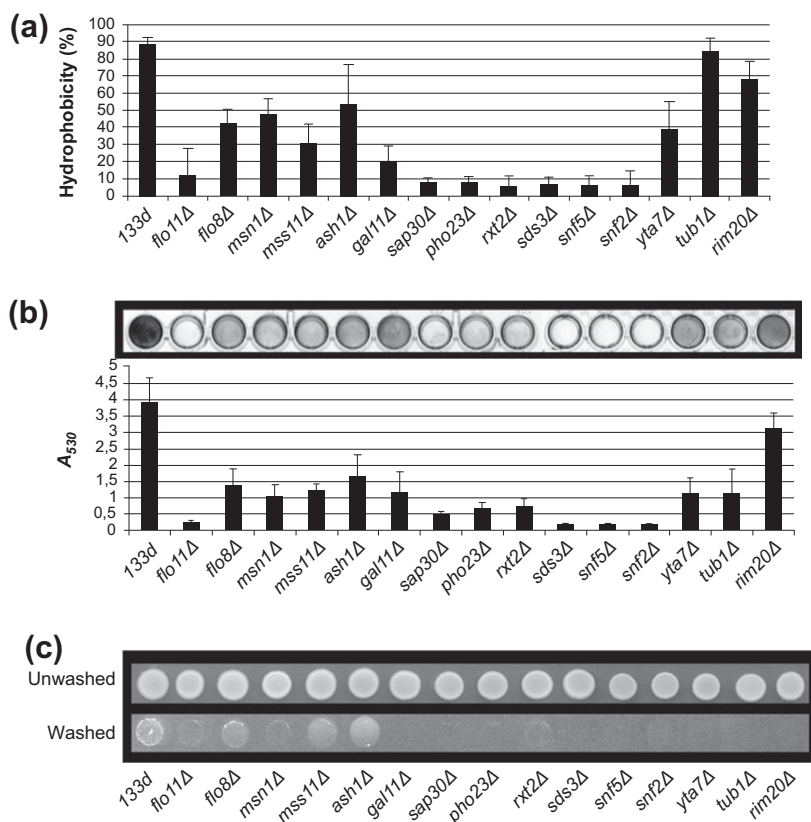 (a)
Hydrophobicity (%)
100
90
80
70
60
50
40
30
20
10
0
133d flo11Δ flo8Δ msn1Δ mss11Δ ash1Δ gal11Δ sap30Δ pho23Δ rxt2Δ sds3Δ snf5Δ snf2Δ yta7Δ tub1Δ rim20Δ
(b)
A530
5
4,5
4
3,5
3
2,5
2
1,5
1
0,5
0
133d flo11Δ flo8Δ msn1Δ mss11Δ ash1Δ gal11Δ sap30Δ pho23Δ rxt2Δ sds3Δ snf5Δ snf2Δ yta7Δ tub1Δ rim20Δ
(c)
Unwashed
Washed
133d flo11Δ flo8Δ msn1Δ mss11Δ ash1Δ gal11Δ sap30Δ pho23Δ rxt2Δ sds3Δ snf5Δ snf2Δ yta7Δ tub1Δ rim20Δ